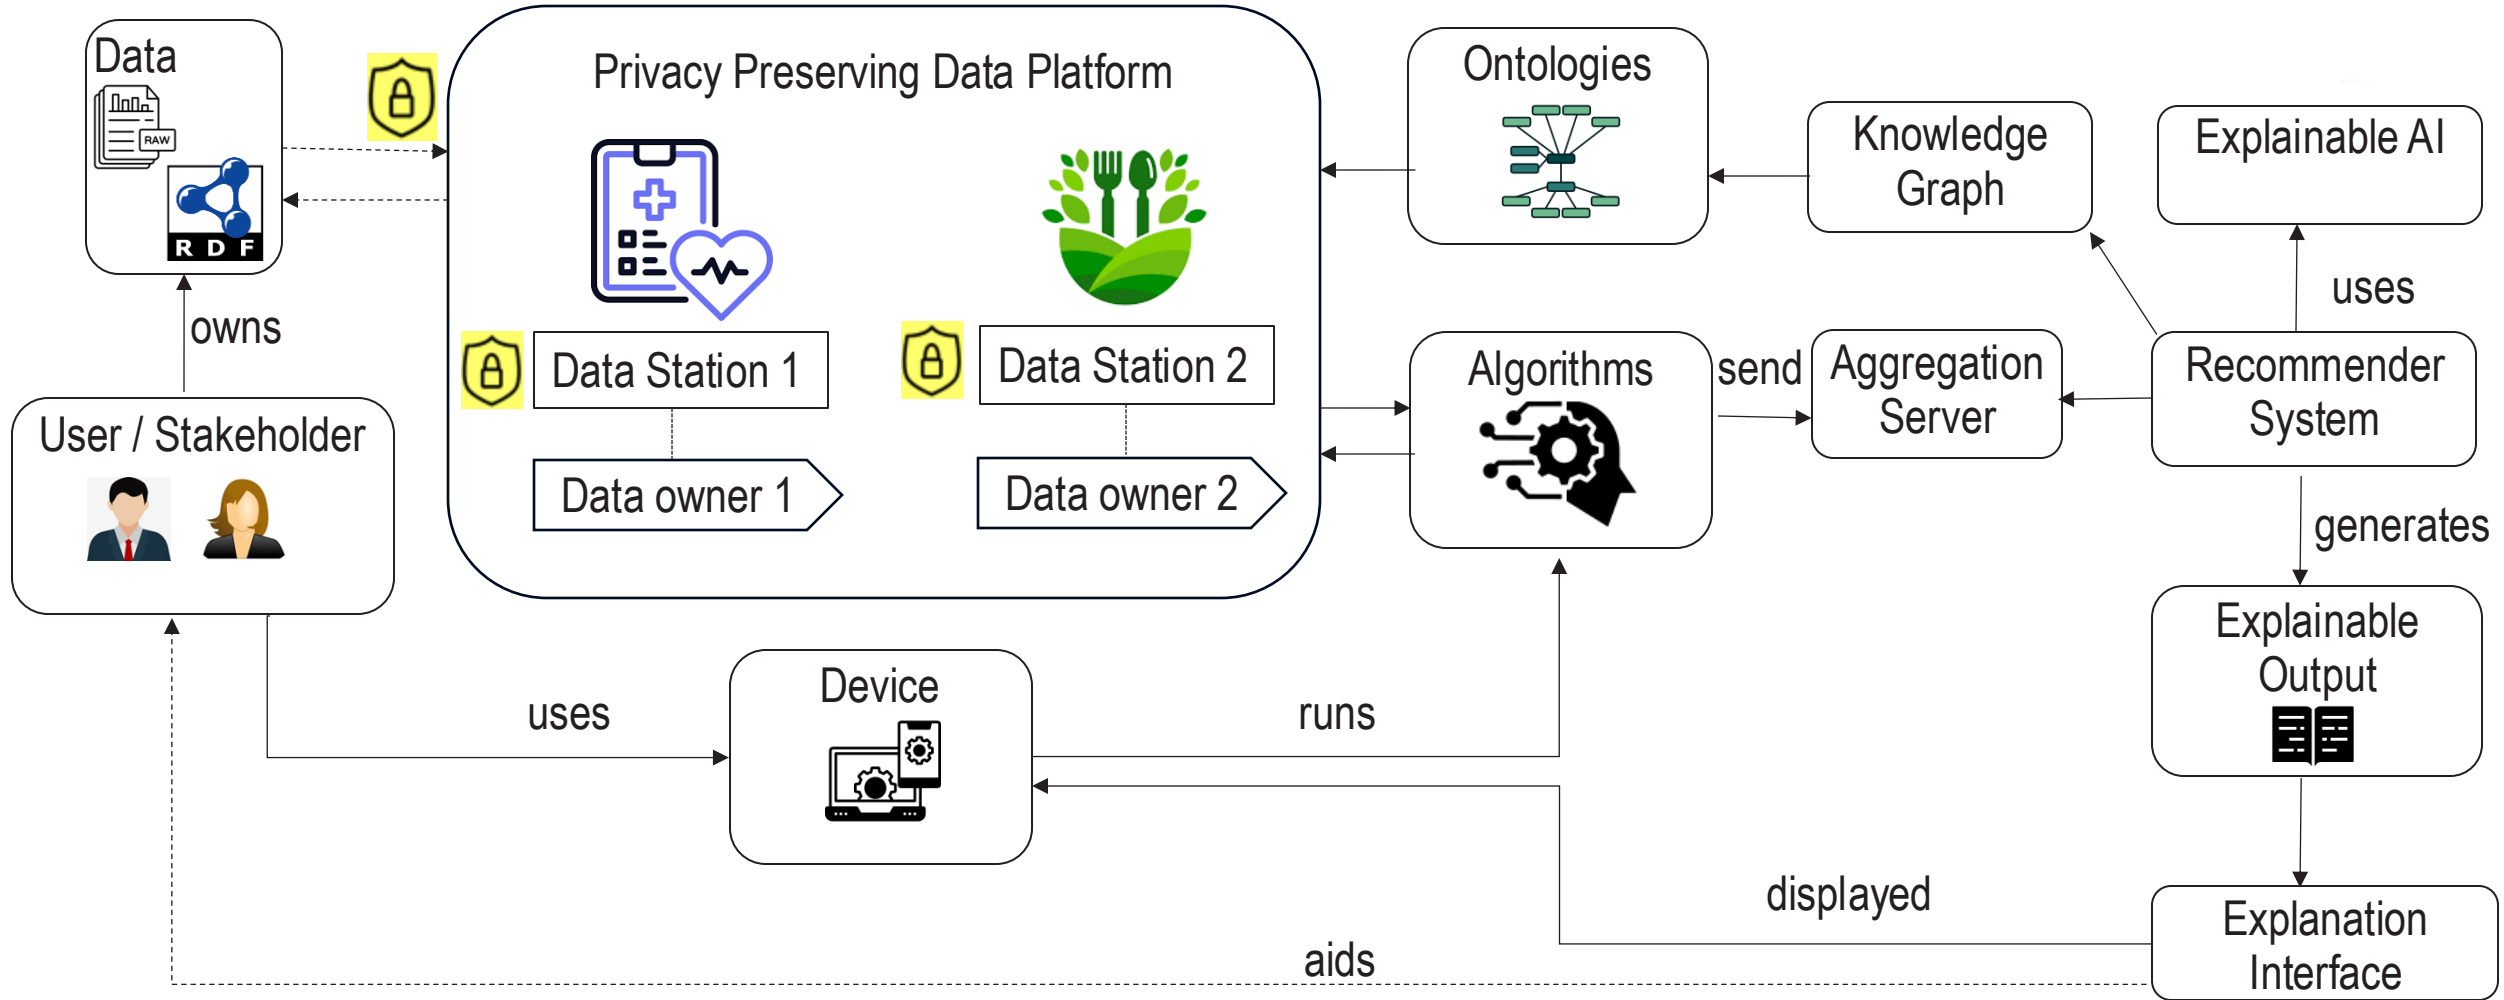 Data
RAW
RDF
Privacy Preserving Data Platform
Ontologies
Knowledge
Graph
Explainable AI
owns
uses
Data Station 1
Data Station 2
Algorithms
send
Aggregation
Server
Recommender
System
User / Stakeholder
Data owner 1
Data owner 2
generates
Explainable
Output
Device
uses
runs
displayed
Explanation
Interface
aids